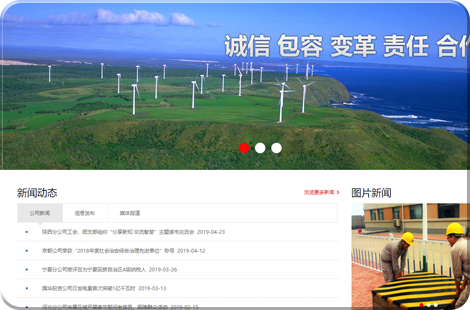 诚信 包容 变革 责任 合作
新闻动态
浏览更多新闻
图片新闻
公司新闻
信息发布
媒体报道
陕西分公司工会、团支部组织“分享新知 交流智慧”主题读书交流会 2019-04-23
京都公司荣获“2018年度社会治安综合治理先进单位”称号 2019-04-12
宁夏分公司被评定为宁夏回族自治区A级纳税人 2019-03-26
国华投资公司日发电量首次突破1亿千瓦时 2019-03-13